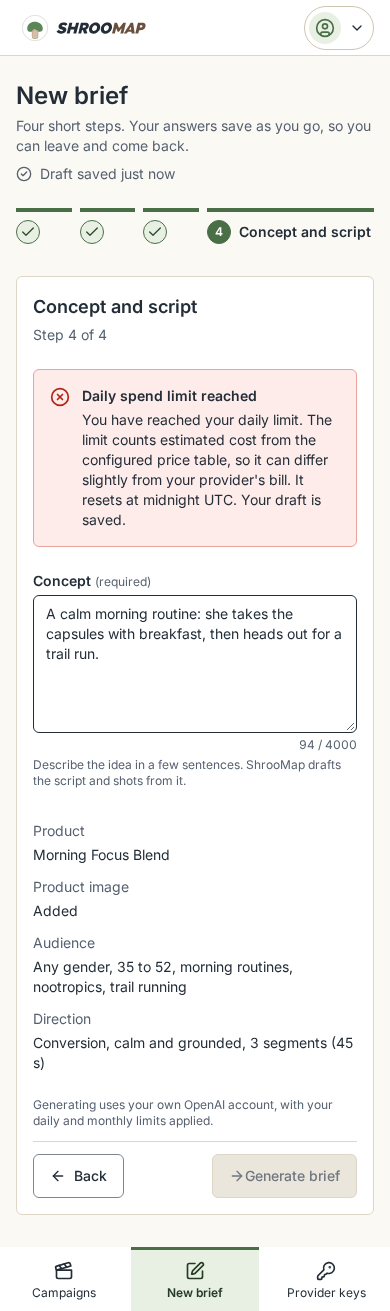 SHROOMAP
New brief
Four short steps. Your answers save as you go, so you
can leave and come back.
Draft saved just now
4 Concept and script
Concept and script
Step 4 of 4
Daily spend limit reached
You have reached your daily limit. The
limit counts estimated cost from the
configured price table, so it can differ
slightly from your provider's bill. It
resets at midnight UTC. Your draft is
saved.
Concept (required)
A calm morning routine: she takes the
capsules with breakfast, then heads out for a
trail run.
94 / 4000
Describe the idea in a few sentences. ShrooMap drafts
the script and shots from it.
Product
Morning Focus Blend
Product image
Added
Audience
Any gender, 35 to 52, morning routines,
nootropics, trail running
Direction
Conversion, calm and grounded, 3 segments (45
s)
Generating uses your own OpenAI account, with your
daily and monthly limits applied.
Back
Generate brief
Campaigns
New brief
Provider keys